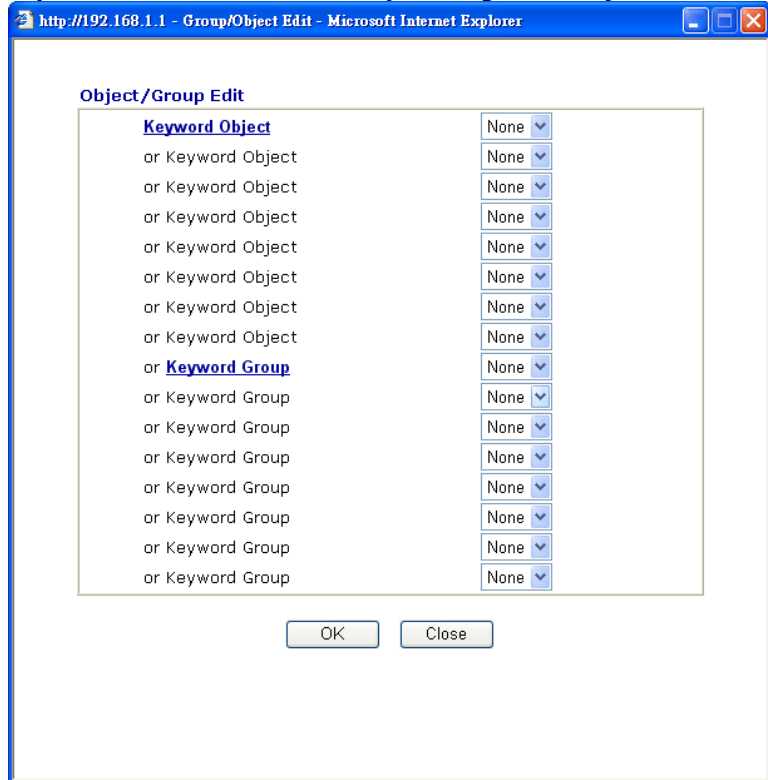 http://192.168.1.1 - Group/Object Edit - Microsoft Internet Explorer
Object/Group Edit
Keyword Object None
or Keyword Object None
or Keyword Object None
or Keyword Object None
or Keyword Object None
or Keyword Object None
or Keyword Object None
or Keyword Object None
or Keyword Group None
or Keyword Group None
or Keyword Group None
or Keyword Group None
or Keyword Group None
or Keyword Group None
or Keyword Group None
or Keyword Group None
OK Close